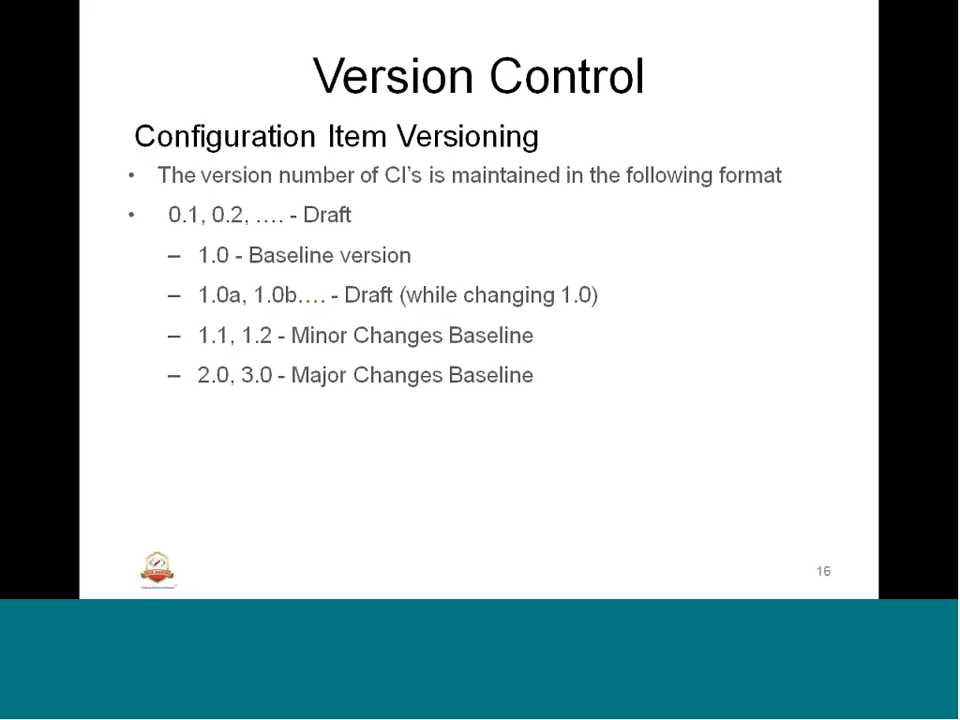 Version Control
Configuration Item Versioning
• The version number of CI's is maintained in the following format
• 0.1, 0.2, …. - Draft
– 1.0 - Baseline version
– 1.0a, 1.0b…. - Draft (while changing 1.0)
– 1.1, 1.2 - Minor Changes Baseline
– 2.0, 3.0 - Major Changes Baseline
16